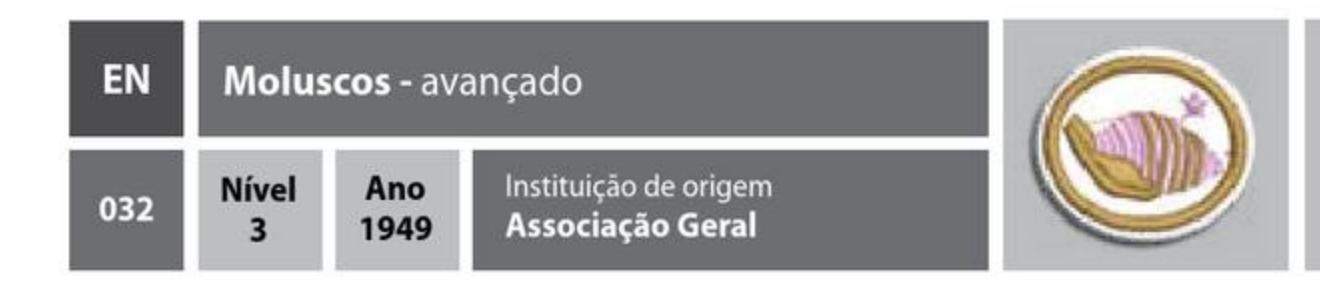 EN
Moluscos - avançado
032
Nível
3
Ano
1949
Instituição de origem
Associação Geral